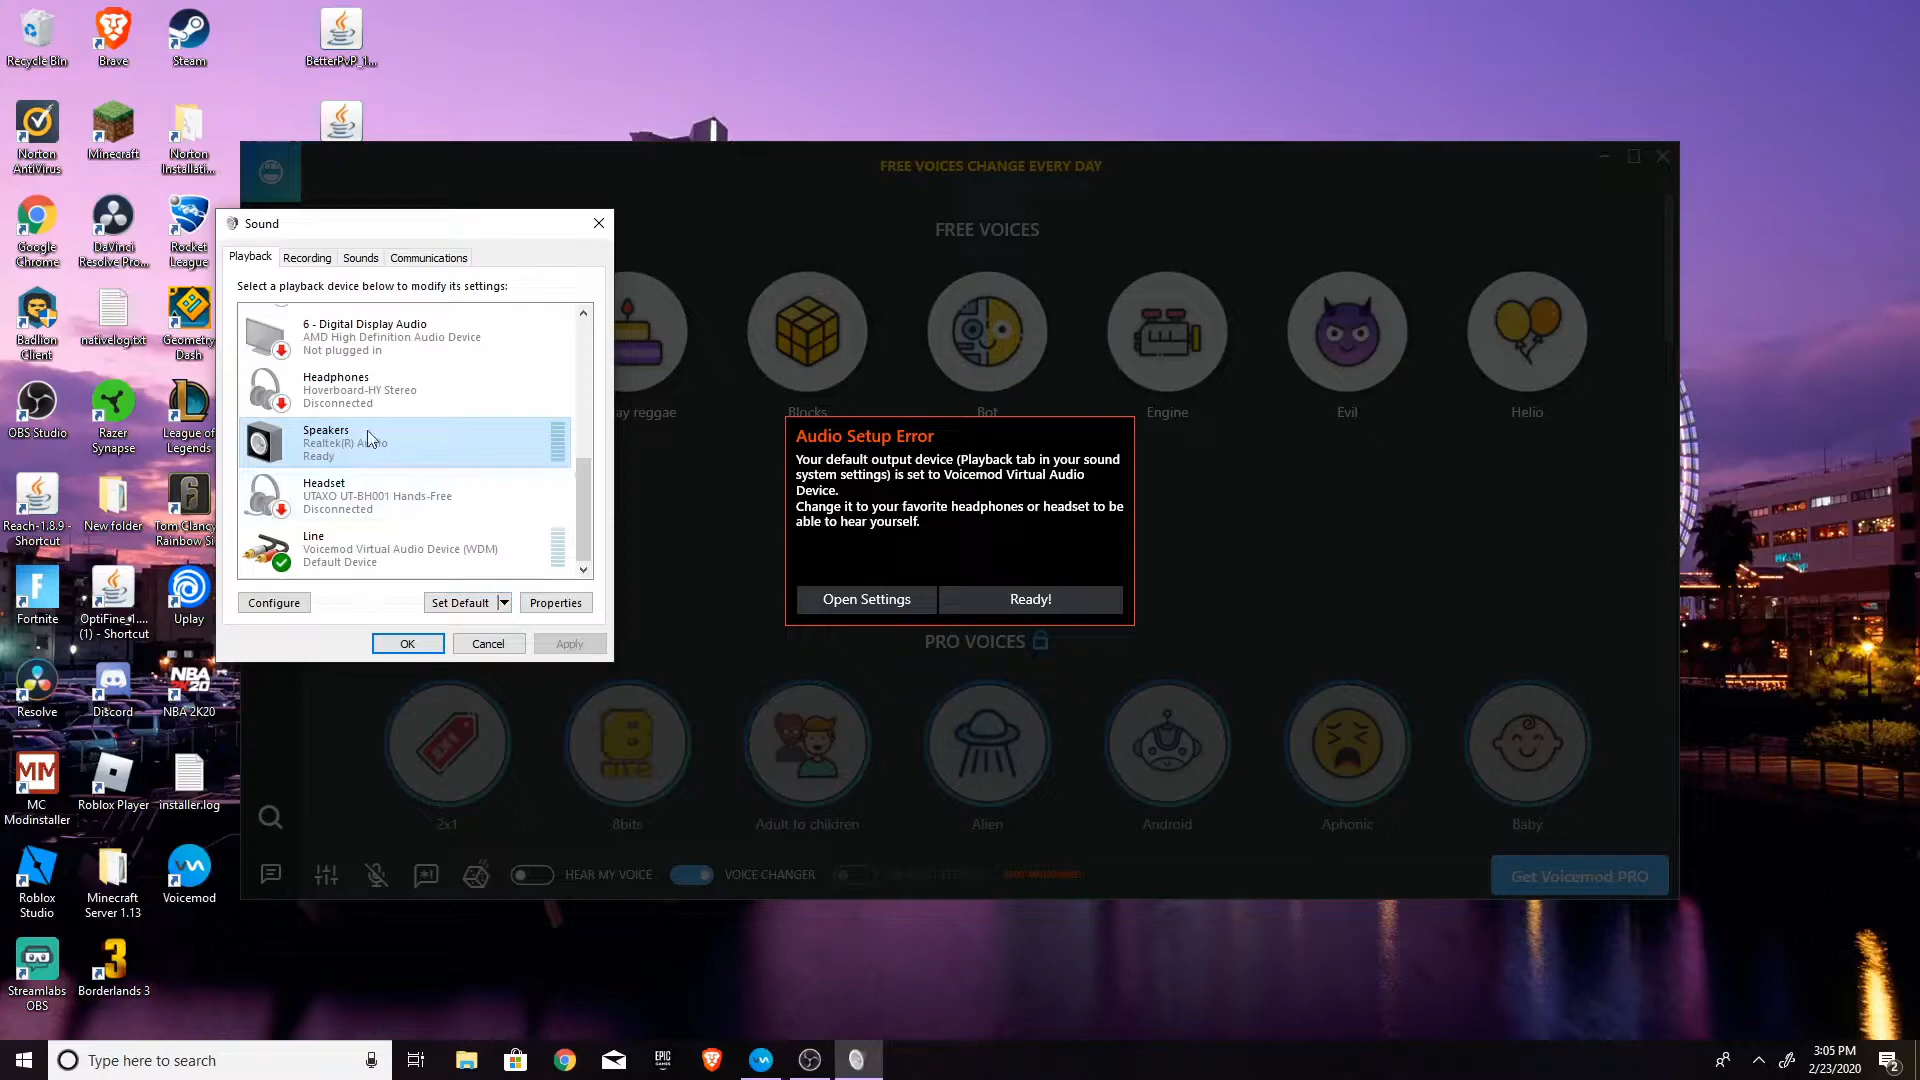 Recycle Bin
Brave
Steam
BetterPvP_1...
Norton
AntiVirus
Minecraft
Norton
Installati...
Google
Chrome
DaVinci
Resolve Pro...
Rocket
League
Badlion
Client
nativelog.txt
Geometry
Dash
OBS Studio
Razer
Synapse
League of
Legends
Reach-1.8.9 -
Shortcut
New folder
Tom Clancy
Rainbow Si...
Fortnite
OptiFine_1....
(1) - Shortcut
Uplay
Resolve
Discord
NBA 2K20
MC
Modinstaller
Roblox Player
installer.log
Roblox
Studio
Minecraft
Server 1.13
Voicemod
Streamlabs
OBS
Borderlands 3
Sound
Playback
Recording
Sounds
Communications
Select a playback device below to modify its settings:
6 - Digital Display Audio
AMD High Definition Audio Device
Not plugged in
Headphones
Hoverboard-HY Stereo
Disconnected
Speakers
Realtek(R) Audio
Ready
Headset
UTAXO UT-BH001 Hands-Free
Disconnected
Line
Voicemod Virtual Audio Device (WDM)
Default Device
Configure
Set Default
Properties
OK
Cancel
Apply
FREE VOICES CHANGE EVERY DAY
FREE VOICES
ay reggae
Blocks
Bot
Engine
Evil
Helio
Audio Setup Error
Your default output device (Playback tab in your sound
system settings) is set to Voicemod Virtual Audio
Device.
Change it to your favorite headphones or headset to be
able to hear yourself.
Open Settings
Ready!
PRO VOICES
2x1
8bits
Adult to children
Alien
Android
Aphonic
Baby
HEAR MY VOICE
VOICE CHANGER
Get Voicemod PRO
Type here to search
EPIC
GAMES
3:05 PM
2/23/2020
2